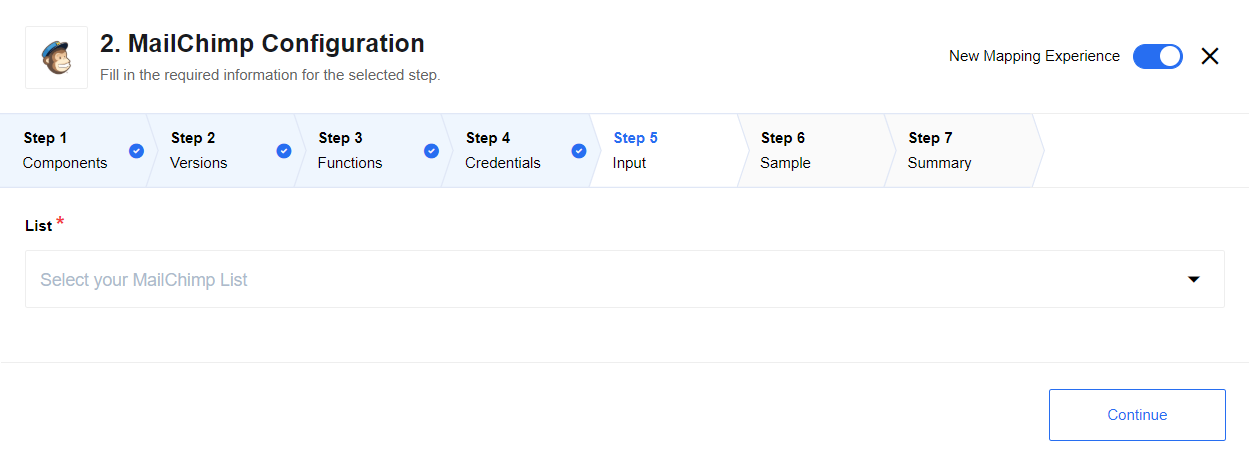 2. MailChimp Configuration
Fill in the required information for the selected step.
New Mapping Experience
Step 1
Components
Step 2
Versions
Step 3
Functions
Step 4
Credentials
Step 5
Input
Step 6
Sample
Step 7
Summary
List *
Select your MailChimp List
Continue